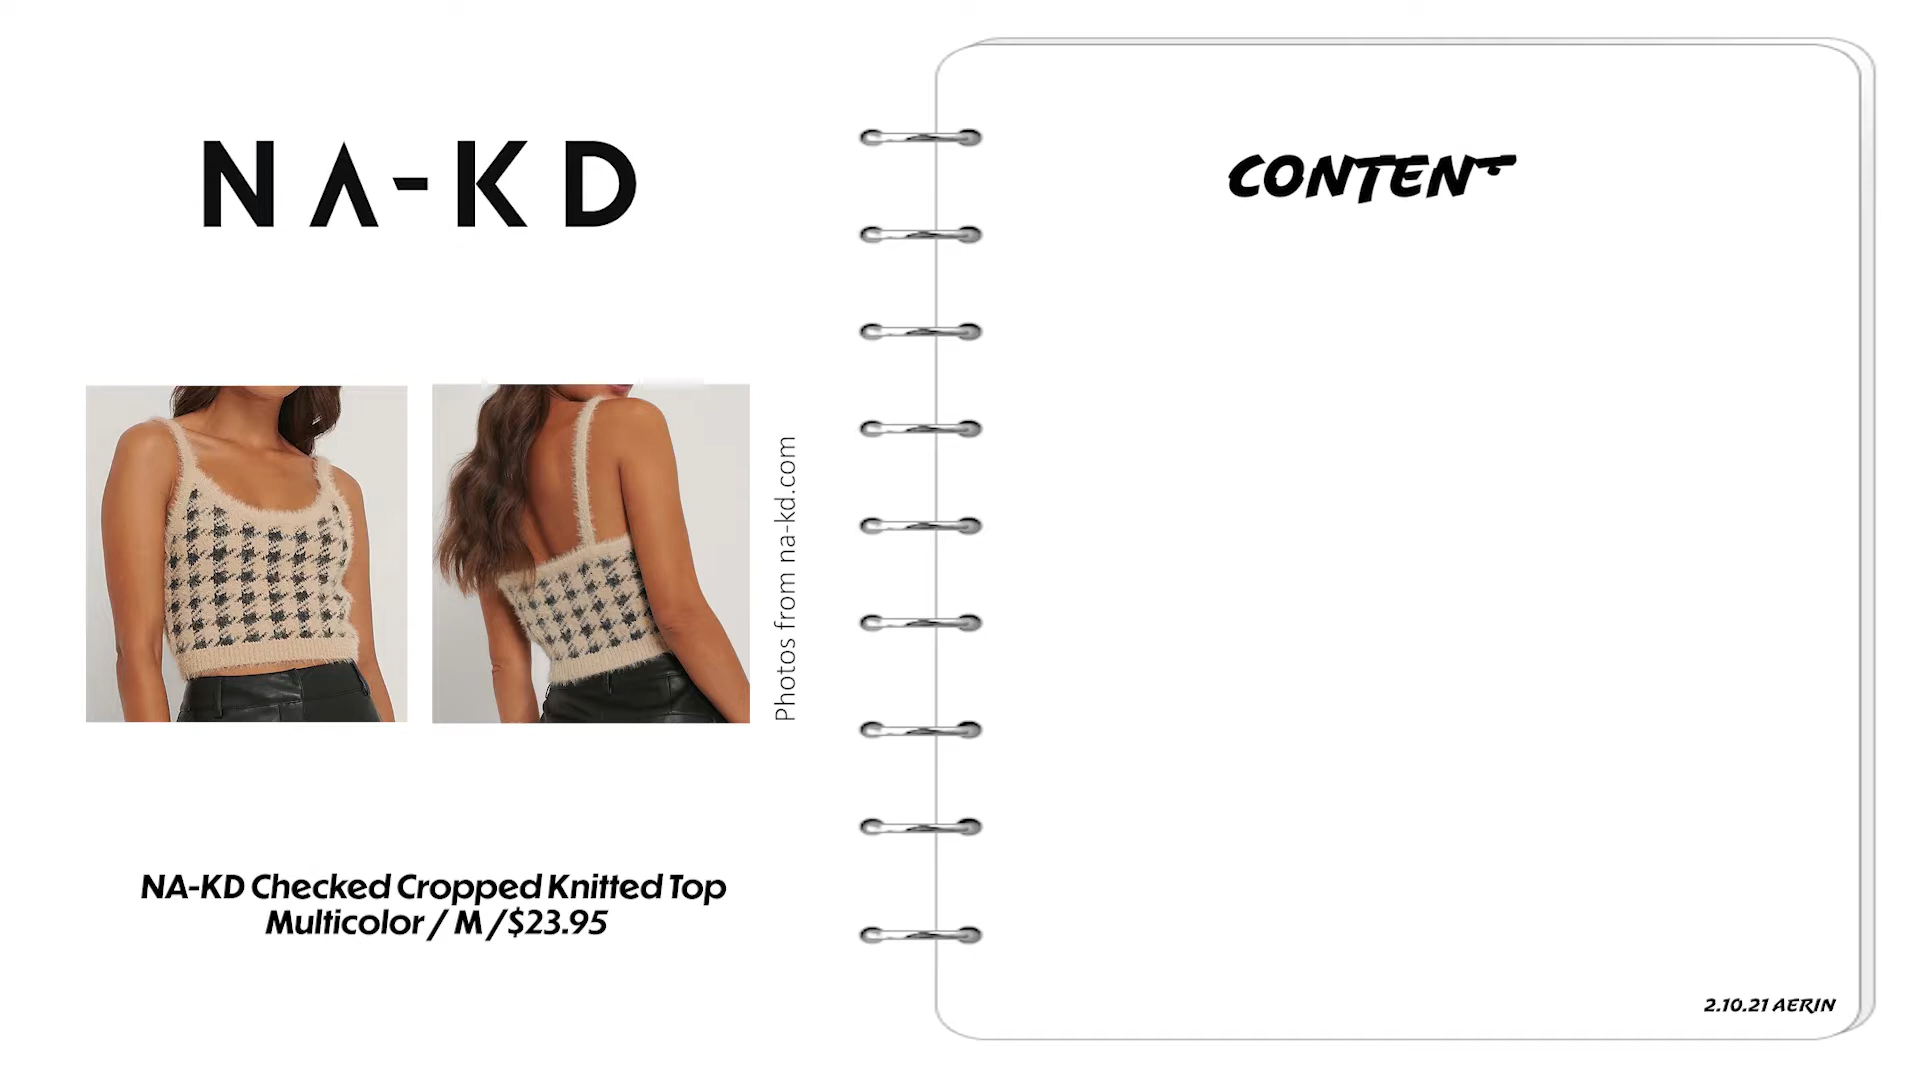 NA-KD
Photos from na-kd.com
NA-KD Checked Cropped Knitted Top
Multicolor / M /$23.95
CONTENT
2.10.21 AERIN